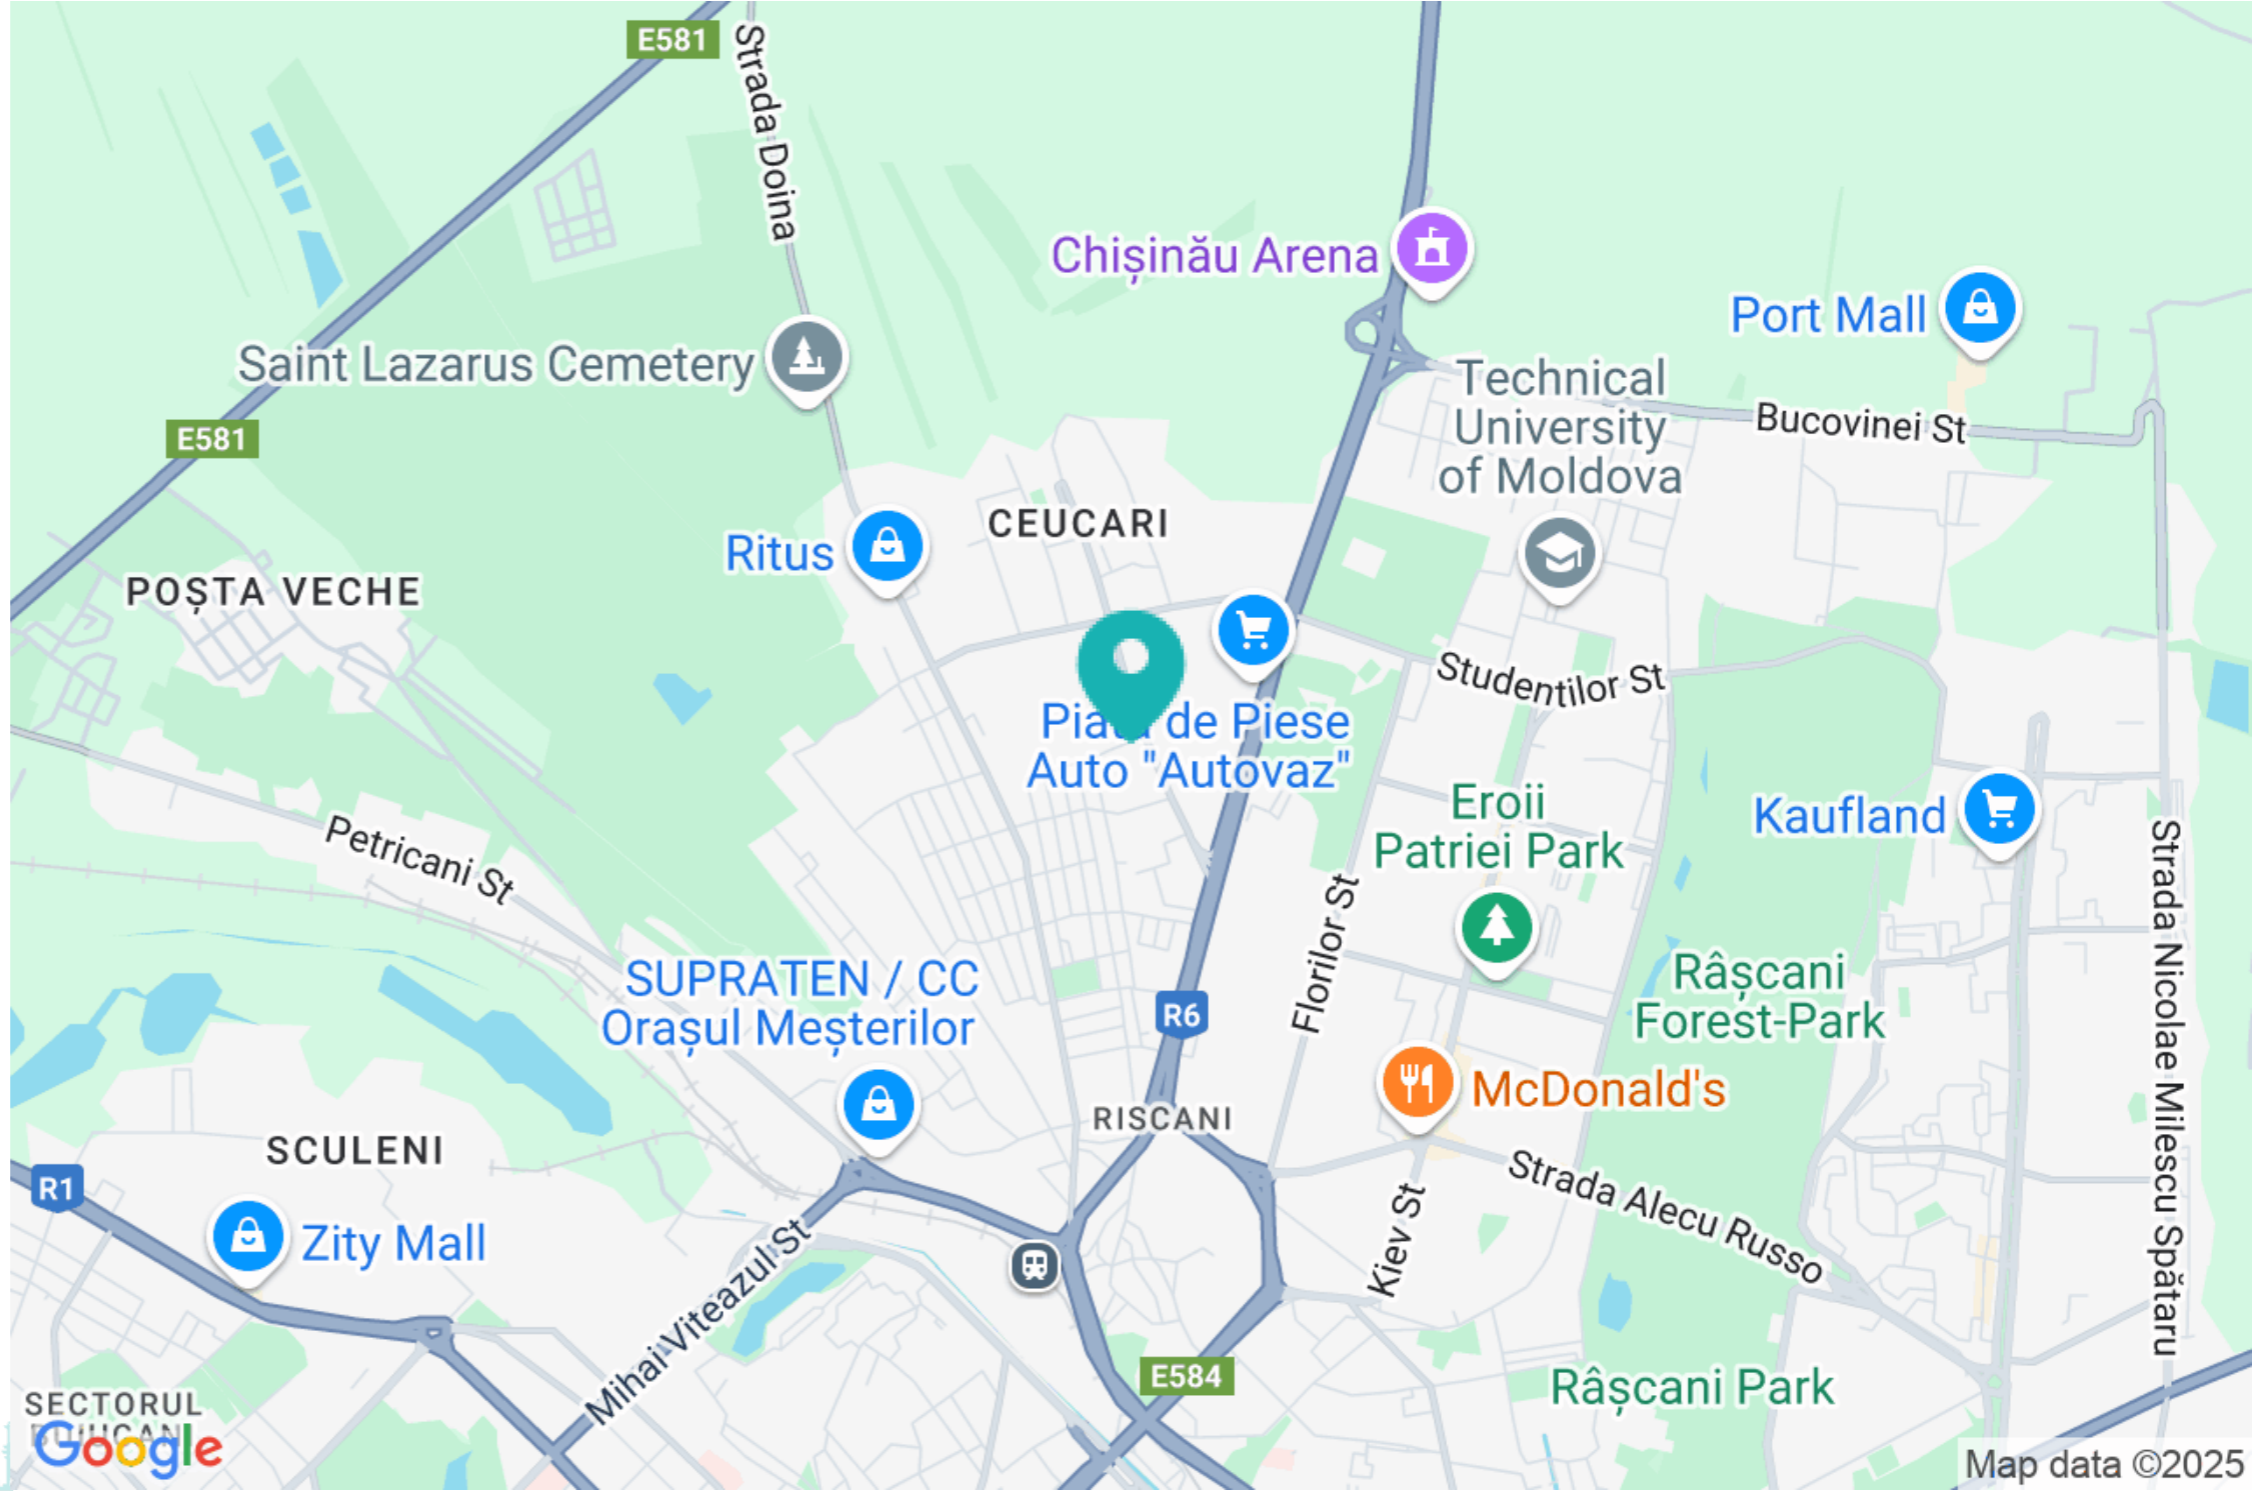 E581
Strada Doina
Chișinău Arena
Port Mall
Saint Lazarus Cemetery
Technical
University
of Moldova
Bucovinei St
E581
CEUCARI
Ritus
POȘTA VECHE
Studentilor St
de Piese
Auto "Autovaz"
Eroii
Patriei Park
Kaufland
Petricani St
Florilor St
Strada Nicolae Milescu Spătaru
SUPRATEN / CC
Orașul Meșterilor
Râșcani
Forest-Park
R6
McDonald's
RISCANI
SCULENI
R1
Strada Alecu Russo
Zity Mall
Kiev St
Mihai Viteazul St
E584
Râșcani Park
SECTORUL
Google
Map data ©2025